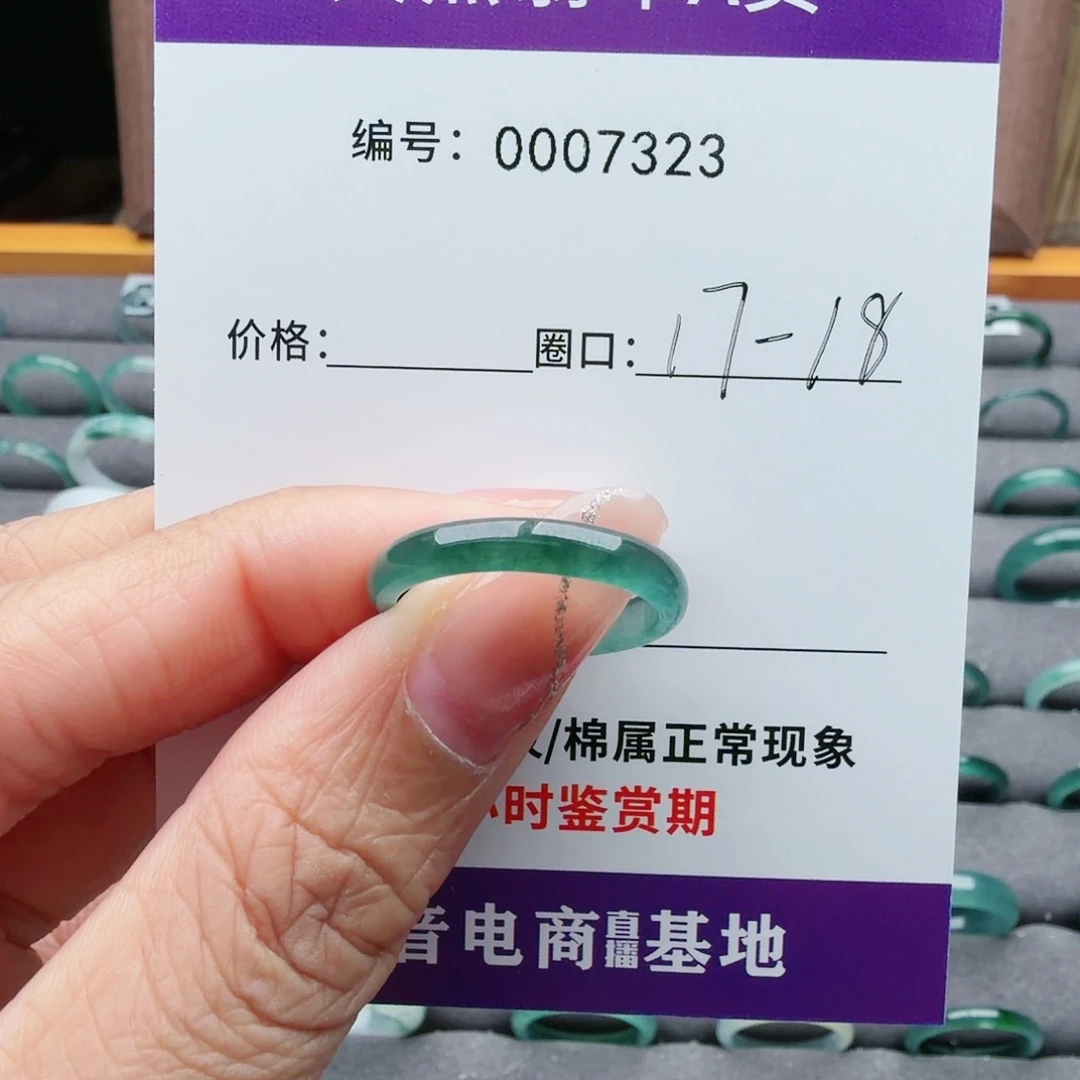 编号：0007323
价格： 圈口：17-18
/棉属正常现象
时鉴赏期
音电商直播基地